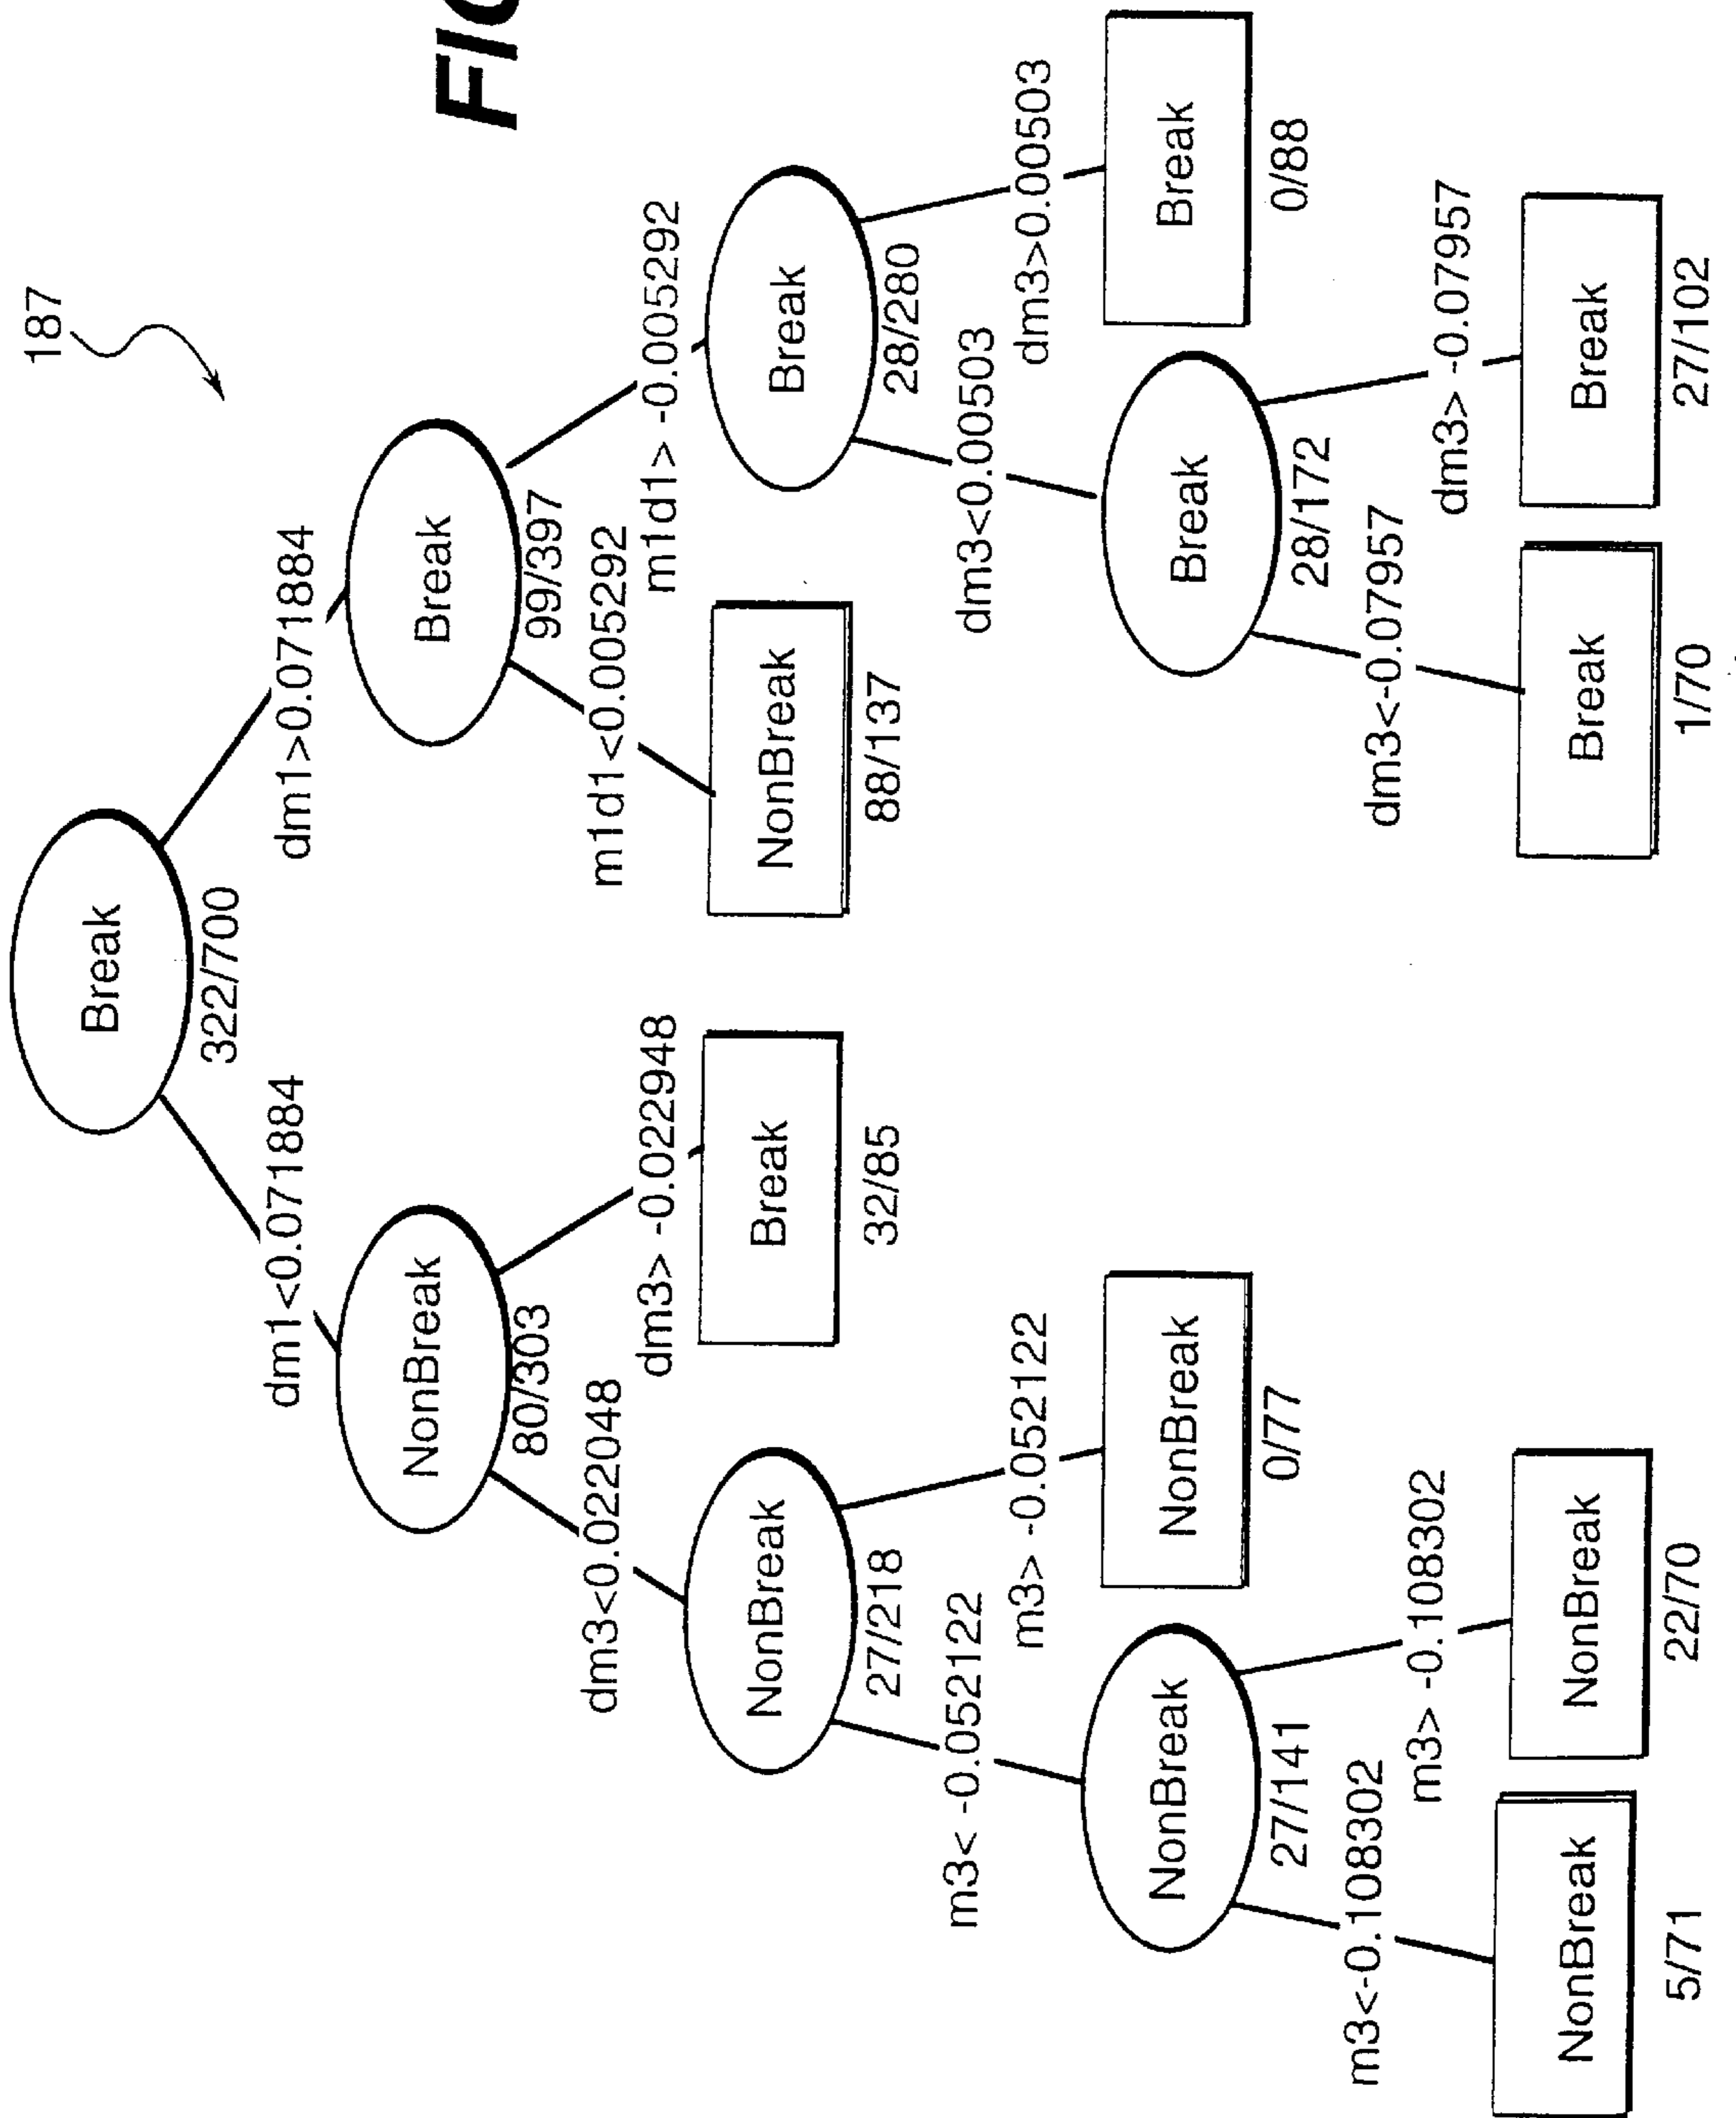 187
FIG
Break
322/700
dm1<0.071884
dm1>0.071884
NonBreak
80/303
Break
99/397
dm3<0.022048
dm3> -0.022948
m1d1<0.005292
m1d1> -0.005292
NonBreak
27/218
Break
32/85
NonBreak
88/137
Break
28/280
m3< -0.052122
m3> -0.052122
dm3<0.00503
dm3>0.00503
NonBreak
27/141
NonBreak
0/77
Break
28/172
Break
0/88
m3<-0.108302
m3> -0.108302
dm3<-0.07957
dm3> -0.07957
NonBreak
5/71
NonBreak
22/70
Break
1/70
Break
27/102